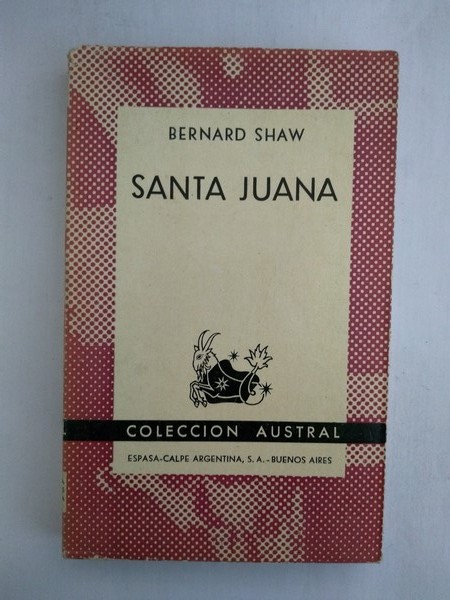 BERNARD SHAW
SANTA JUANA
COLECCION AUSTRAL
ESPASA-CALPE ARGENTINA, S. A. - BUENOS AIRES